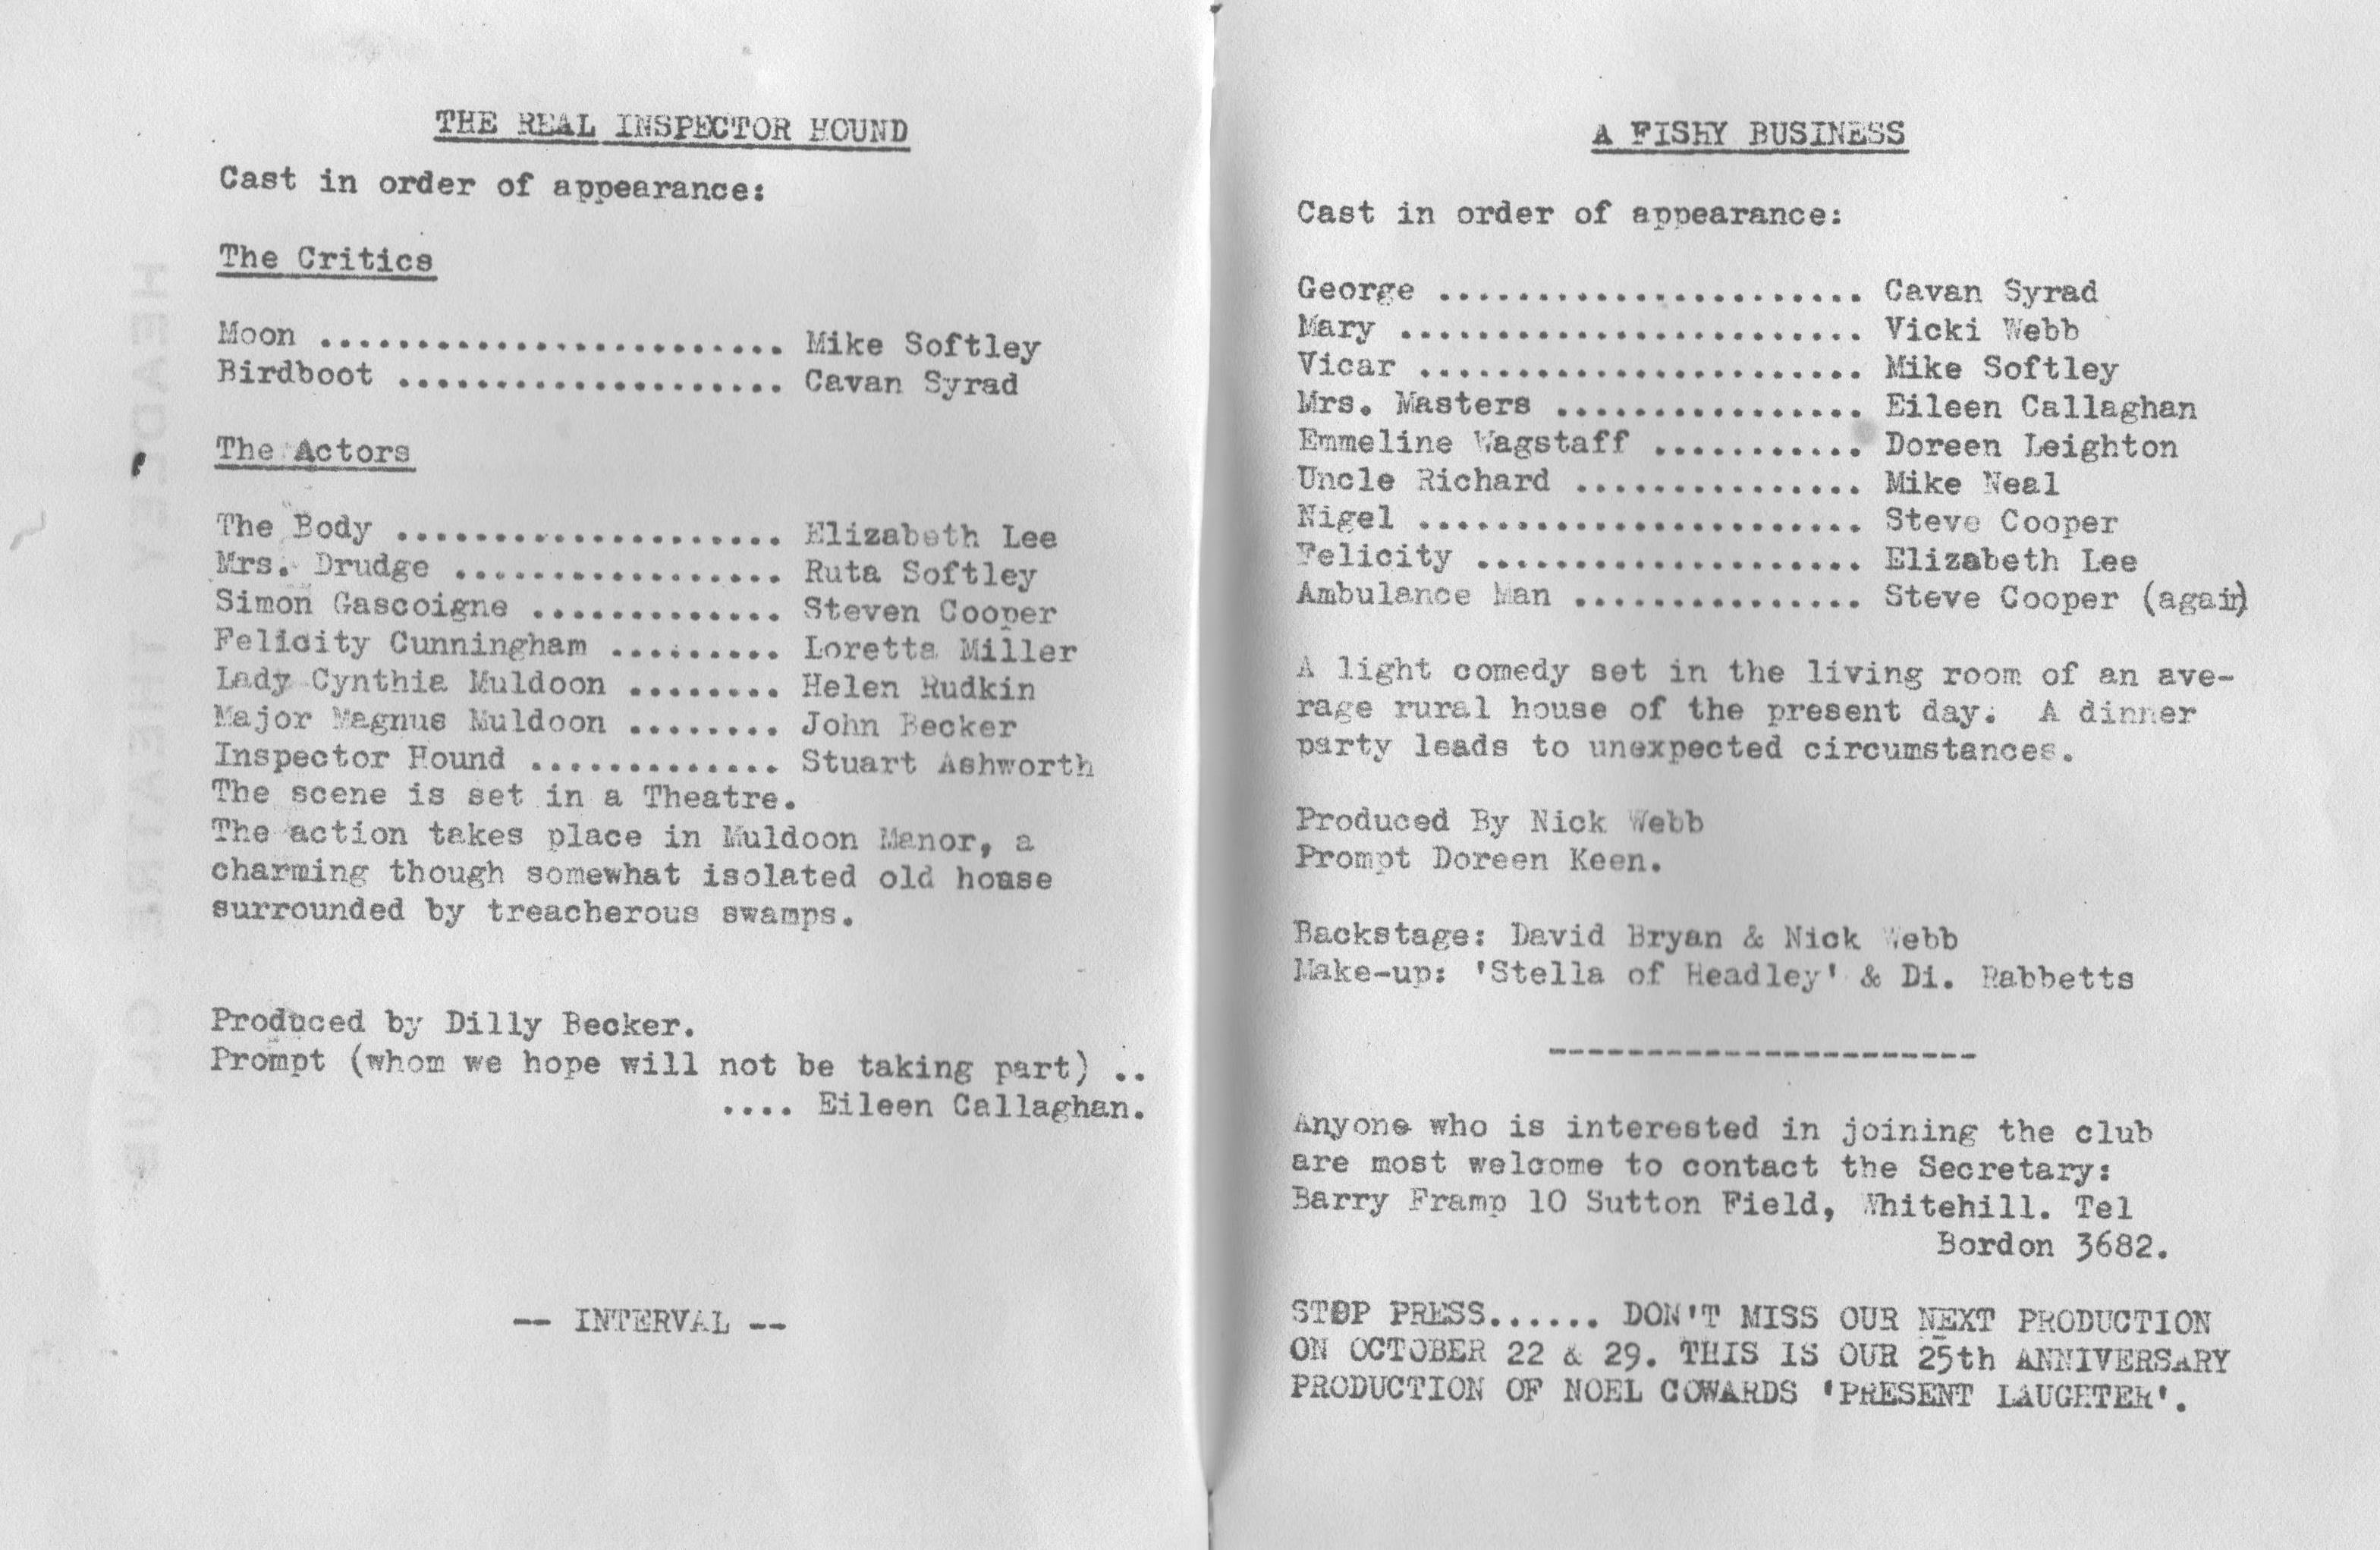 THE REAL INSPECTOR HOUND
Cast in order of appearance:
The Critics
Moon ........................ Mike Softley
Birdboot .................... Cavan Syrad
The Actors
The Body .................... Elizabeth Lee
Mrs. Drudge ................. Ruta Softley
Simon Gascoigne ............. Steven Cooper
Felicity Cunningham ......... Loretta Miller
Lady Cynthia Muldoon ........ Helen Rudkin
Major Magnus Muldoon ........ John Becker
Inspector Hound ............. Stuart Ashworth
The scene is set in a Theatre.
The action takes place in Muldoon Manor, a
charming though somewhat isolated old house
surrounded by treacherous swamps.
Produced by Dilly Becker.
Prompt (whom we hope will not be taking part) ..
.... Eileen Callaghan.
-- INTERVAL --
A FISHY BUSINESS
Cast in order of appearance:
George ...................... Cavan Syrad
Mary ........................ Vicki Webb
Vicar ....................... Mike Softley
Mrs. Masters ................ Eileen Callaghan
Emmeline Wagstaff ........... Doreen Leighton
Uncle Richard ............... Mike Neal
Nigel ....................... Steve Cooper
Felicity .................... Elizabeth Lee
Ambulance Man ............... Steve Cooper (again)
A light comedy set in the living room of an ave-
rage rural house of the present day. A dinner
party leads to unexpected circumstances.
Produced By Nick Webb
Prompt Doreen Keen.
Backstage: David Bryan & Nick Webb
Make-up: 'Stella of Headley' & Di. Rabbetts
----------------------
Anyone who is interested in joining the club
are most welcome to contact the Secretary:
Barry Framp 10 Sutton Field, Whitehill. Tel
Bordon 3682.
STOP PRESS...... DON'T MISS OUR NEXT PRODUCTION
ON OCTOBER 22 & 29. THIS IS OUR 25th ANNIVERSARY
PRODUCTION OF NOEL COWARDS 'PRESENT LAUGHTER'.
HEADLEY THEATRE CLUB